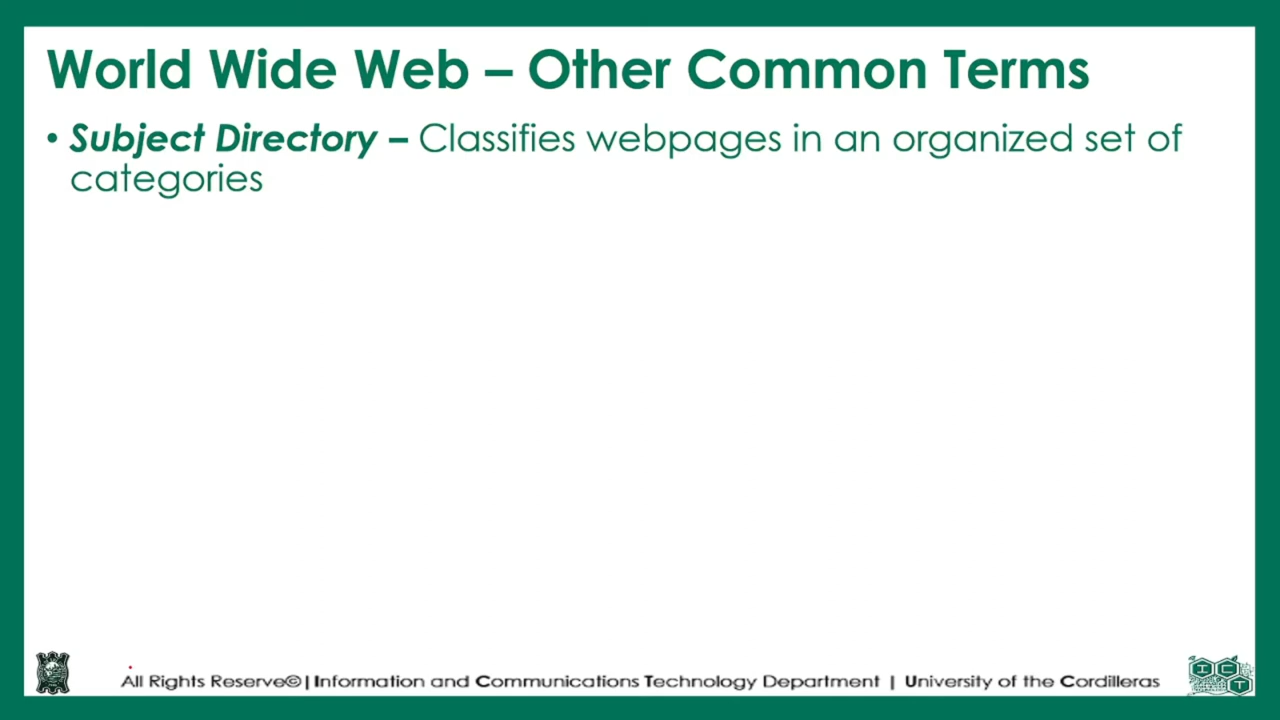 World Wide Web – Other Common Terms
• Subject Directory – Classifies webpages in an organized set of
categories
All Rights Reserve©|Information and Communications Technology Department | University of the Cordilleras
I C
T